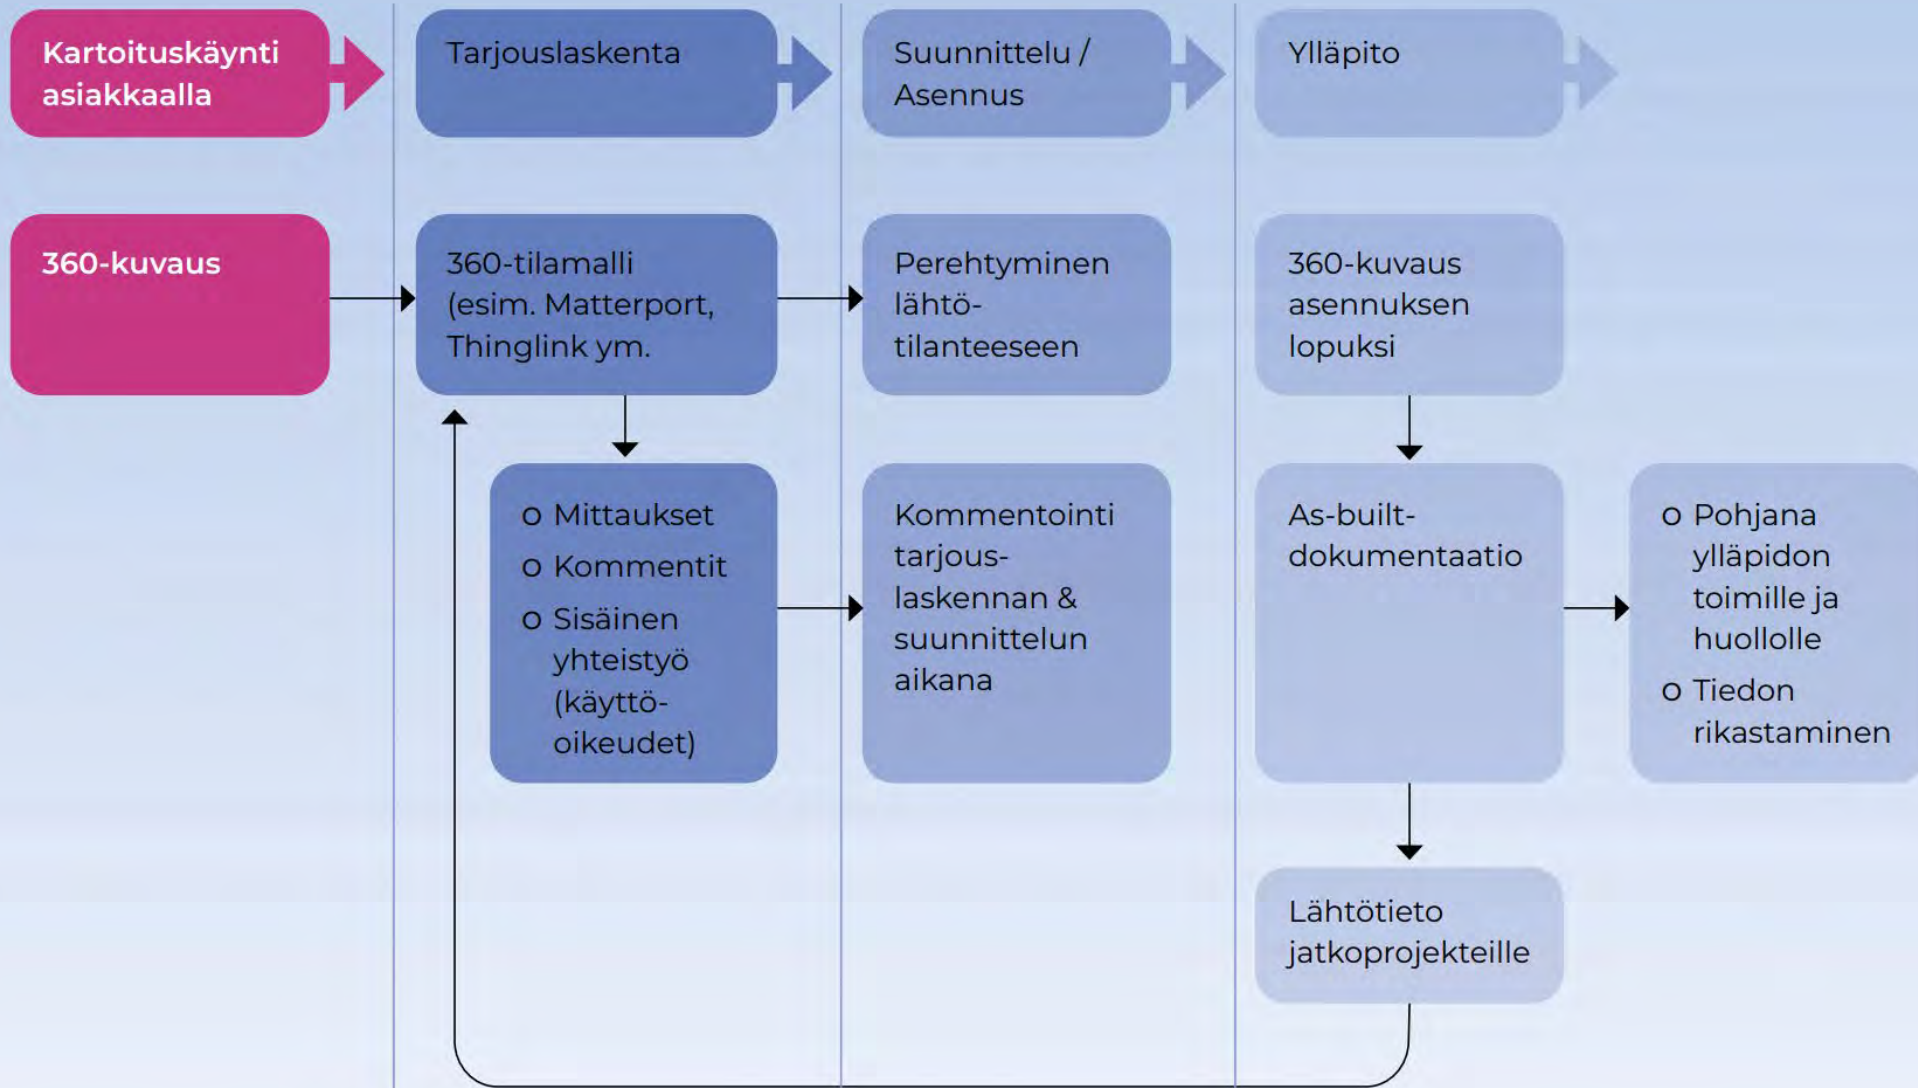 Kartoituskäynti
asiakkaalla
Tarjouslaskenta
Suunnittelu /
Asennus
Ylläpito
360-kuvaus
360-tilamalli
(esim. Matterport,
Thinglink ym.
Perehtyminen
lähtö-
tilanteeseen
360-kuvaus
asennuksen
lopuksi
o Mittaukset
o Kommentit
o Sisäinen
yhteistyö
(käyttö-
oikeudet)
Kommentointi
tarjous-
laskennan &
suunnittelun
aikana
As-built-
dokumentaatio
o Pohjana
ylläpidon
toimille ja
huollolle
o Tiedon
rikastaminen
Lähtötieto
jatkoprojekteille